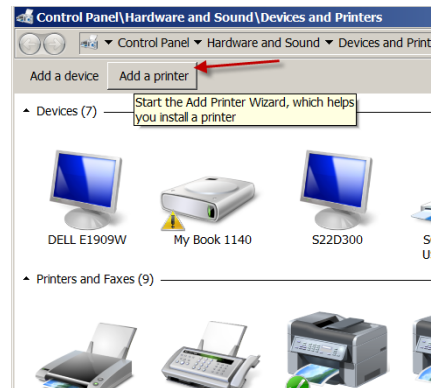 Control Panel\Hardware and Sound\Devices and Printers
Control Panel Hardware and Sound Devices and Print
Add a device Add a printer
Start the Add Printer Wizard, which helps
you install a printer
Devices (7)
DELL E1909W My Book 1140 S22D300
Printers and Faxes (9)